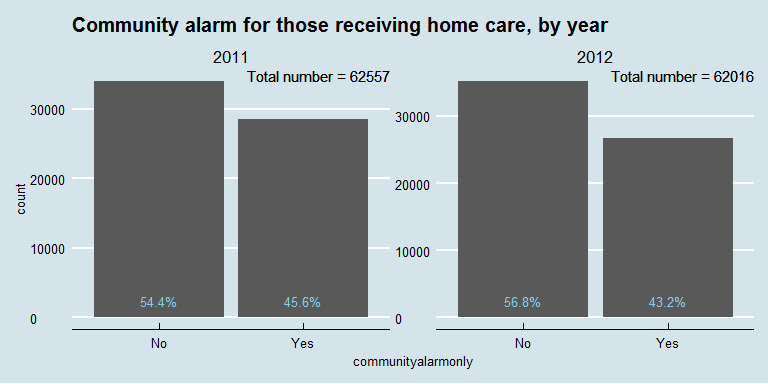 Community alarm for those receiving home care, by year
2011
Total number = 62557
30000
20000
10000
0
count
54.4%
45.6%
No
Yes
2012
Total number = 62016
30000
20000
10000
0
56.8%
43.2%
No
Yes
communityalarmonly